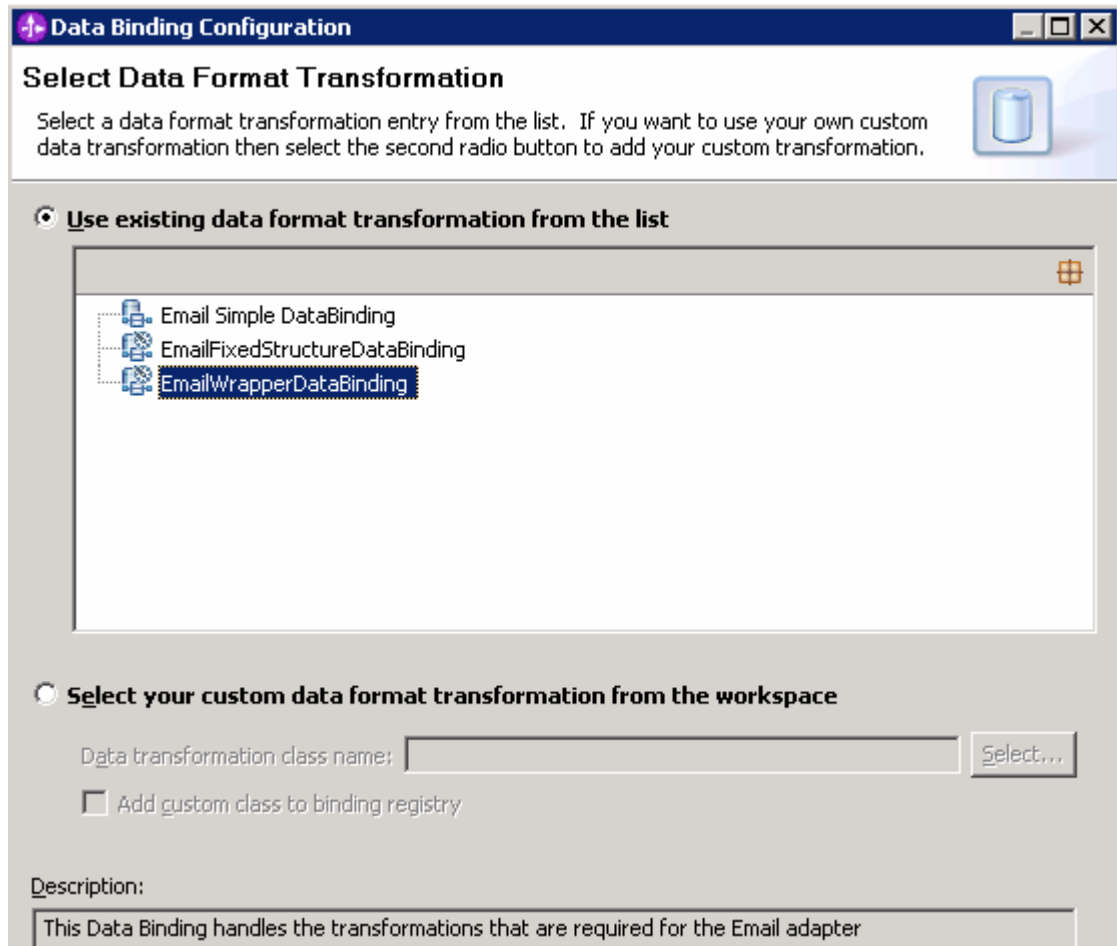 Data Binding Configuration
Select Data Format Transformation
Select a data format transformation entry from the list. If you want to use your own custom
data transformation then select the second radio button to add your custom transformation.
Use existing data format transformation from the list
Email Simple DataBinding
EmailFixedStructureDataBinding
EmailWrapperDataBinding
Select your custom data format transformation from the workspace
Data transformation class name:
Select...
Add custom class to binding registry
Description:
This Data Binding handles the transformations that are required for the Email adapter